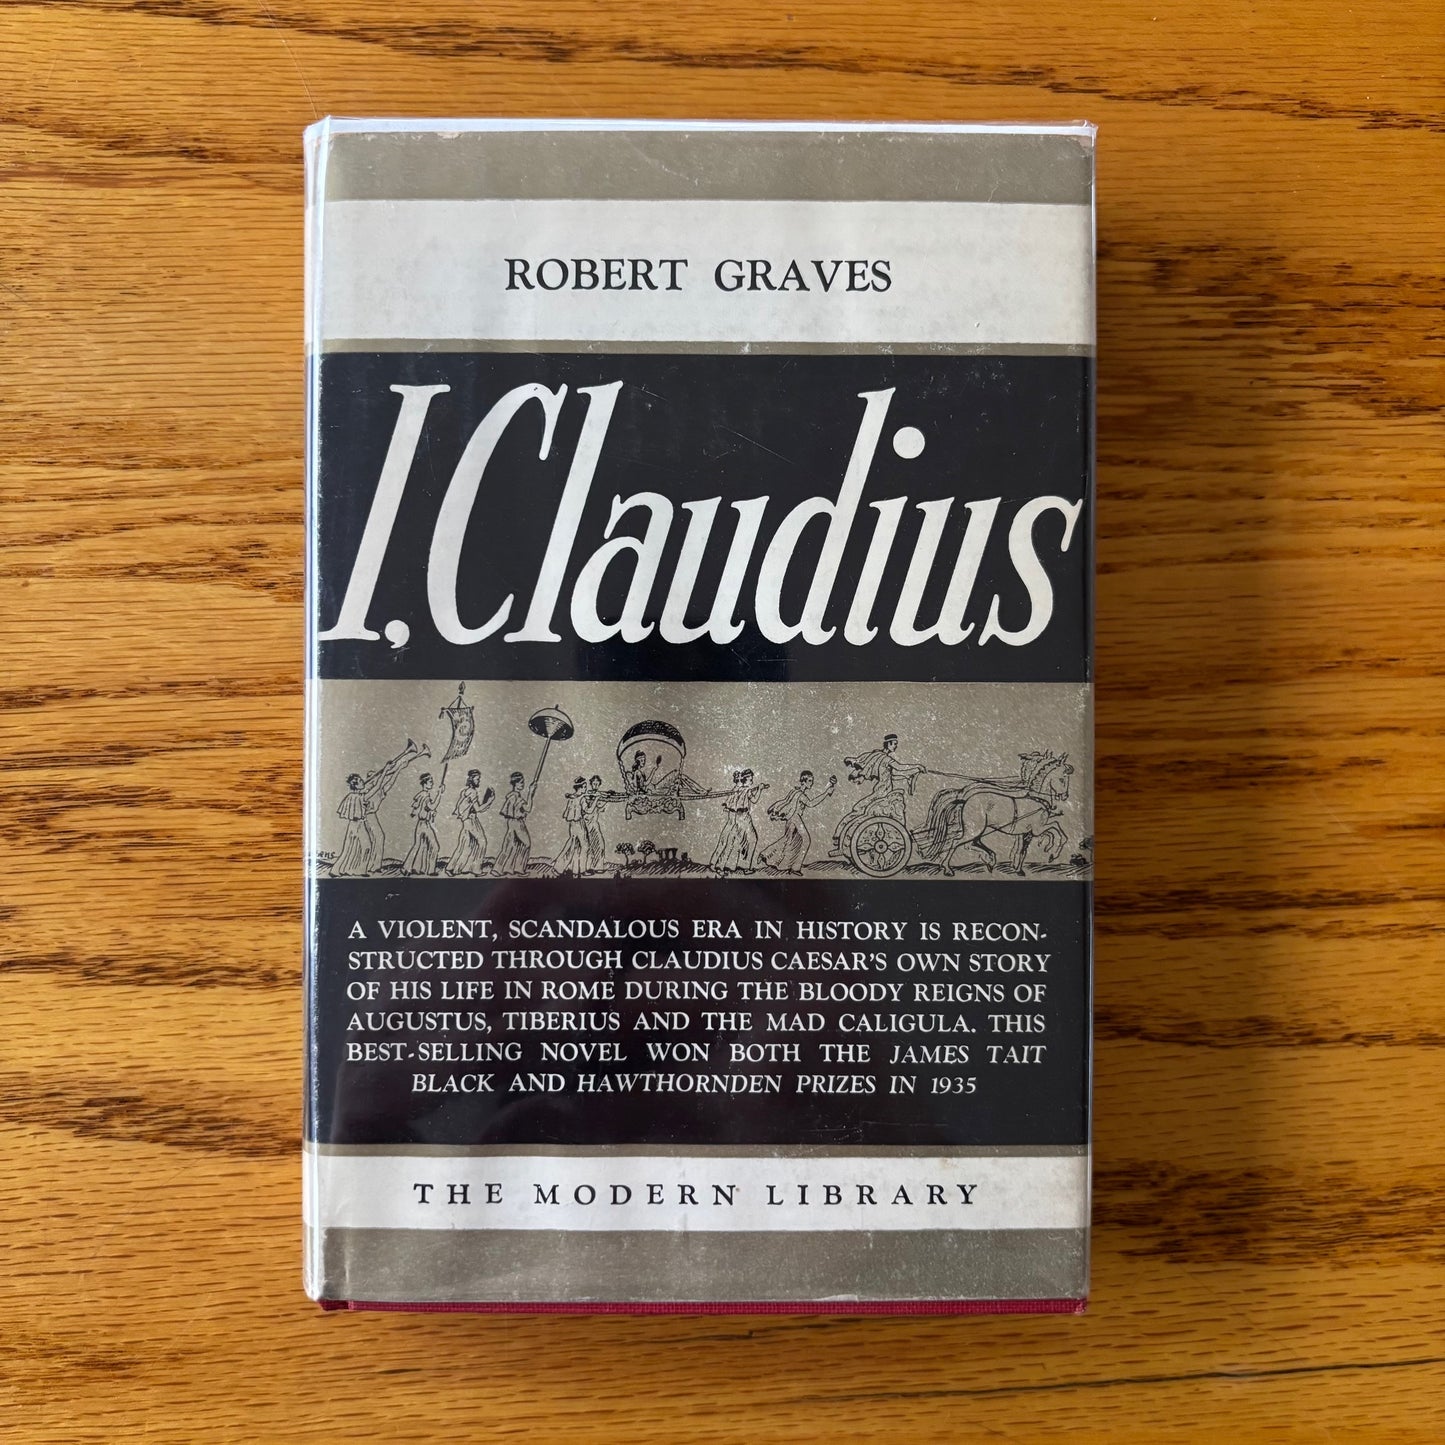 ROBERT GRAVES
I, Claudius
A VIOLENT, SCANDALOUS ERA IN HISTORY IS RECON-
STRUCTED THROUGH CLAUDIUS CAESAR'S OWN STORY
OF HIS LIFE IN ROME DURING THE BLOODY REIGNS OF
AUGUSTUS, TIBERIUS AND THE MAD CALIGULA. THIS
BEST-SELLING NOVEL WON BOTH THE JAMES TAIT
BLACK AND HAWTHORNDEN PRIZES IN 1935
THE MODERN LIBRARY